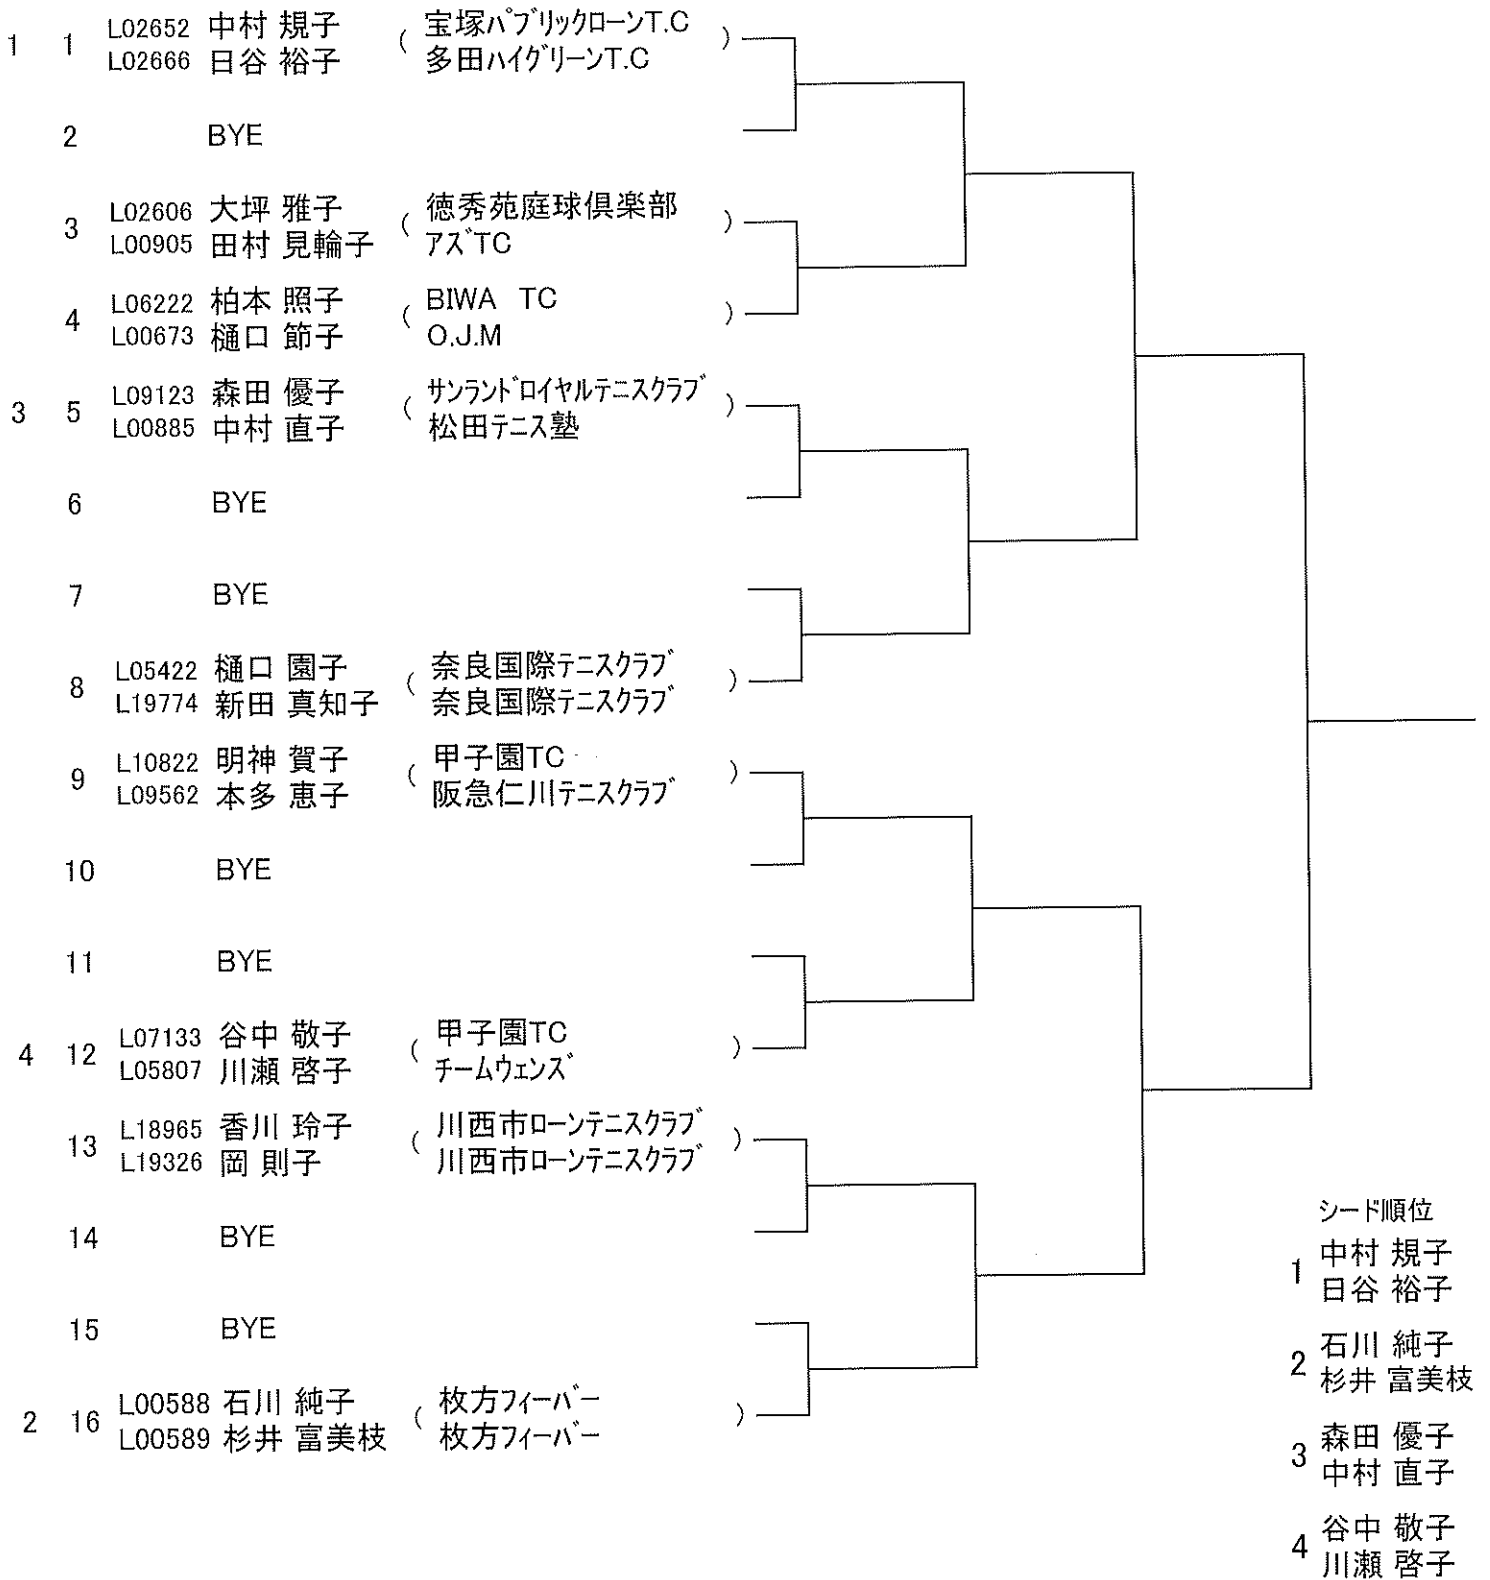 1 1 L02652 中村 規子 ( 宝塚パブリックローンT.C )
L02666 日谷 裕子 多田ハイグリーンT.C
2 BYE
3 L02606 大坪 雅子 ( 徳秀苑庭球倶楽部 )
L00905 田村 見輪子 アズTC
4 L06222 柏本 照子 ( BIWA TC )
L00673 樋口 節子 O.J.M
3 5 L09123 森田 優子 ( サンランドロイヤルテニスクラブ )
L00885 中村 直子 松田テニス塾
6 BYE
7 BYE
8 L05422 樋口 園子 ( 奈良国際テニスクラブ )
L19774 新田 真知子 奈良国際テニスクラブ
9 L10822 明神 賀子 ( 甲子園TC )
L09562 本多 恵子 阪急仁川テニスクラブ
10 BYE
11 BYE
4 12 L07133 谷中 敬子 ( 甲子園TC )
L05807 川瀬 啓子 チームウェンズ
13 L18965 香川 玲子 ( 川西市ローンテニスクラブ )
L19326 岡 則子 川西市ローンテニスクラブ
14 BYE
15 BYE
2 16 L00588 石川 純子 ( 枚方フィーバー )
L00589 杉井 富美枝 枚方フィーバー
シード順位
1 中村 規子
日谷 裕子
2 石川 純子
杉井 富美枝
3 森田 優子
中村 直子
4 谷中 敬子
川瀬 啓子